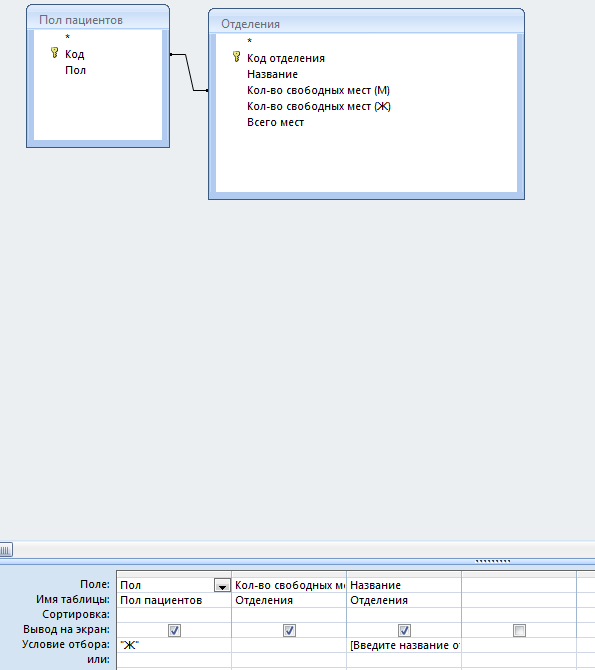 Пол пациентов
*
Код
Пол
Отделения
*
Код отделения
Название
Кол-во свободных мест (М)
Кол-во свободных мест (Ж)
Всего мест
Поле: Пол Кол-во свободных ме Название
Имя таблицы: Пол пациентов Отделения Отделения
Сортировка:
Вывод на экран:
Условие отбора: "Ж" [Введите название от
или: